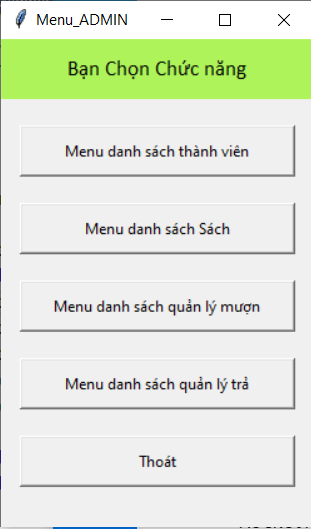 Menu_ADMIN
Bạn Chọn Chức năng
Menu danh sách thành viên
Menu danh sách Sách
Menu danh sách quản lý mượn
Menu danh sách quản lý trả
Thoát